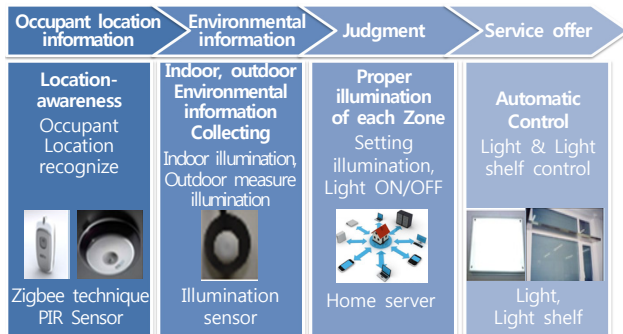 Occupant location
information
Environmental
information
Judgment
Service offer
Location-
awareness
Occupant
Location
recognize
Zigbee technique
PIR Sensor
Indoor, outdoor
Environmental
information
Collecting
Indoor illumination,
Outdoor measure
illumination
Illumination
sensor
Proper
illumination
of each Zone
Setting
illumination,
Light ON/OFF
Home server
Automatic
Control
Light & Light
shelf control
Light,
Light shelf